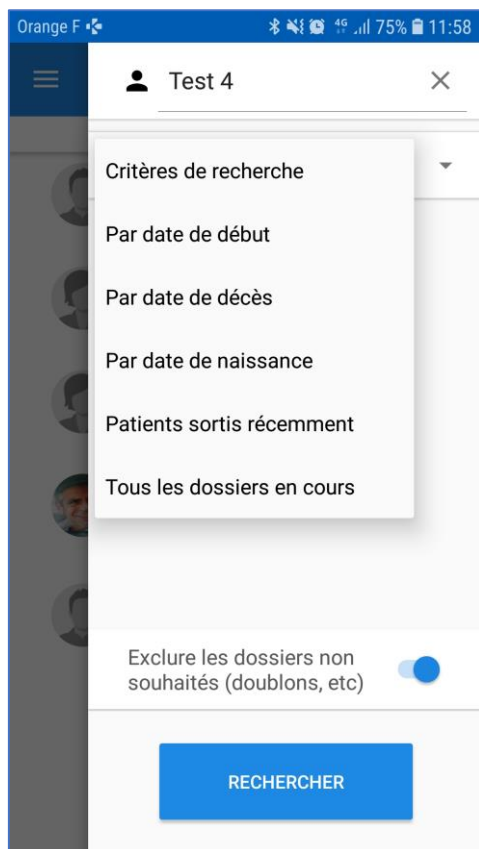 Orange F 4G 75% 11:58
Test 4
Critères de recherche
Par date de début
Par date de décès
Par date de naissance
Patients sortis récemment
Tous les dossiers en cours
Exclure les dossiers non
souhaités (doublons, etc)
RECHERCHER